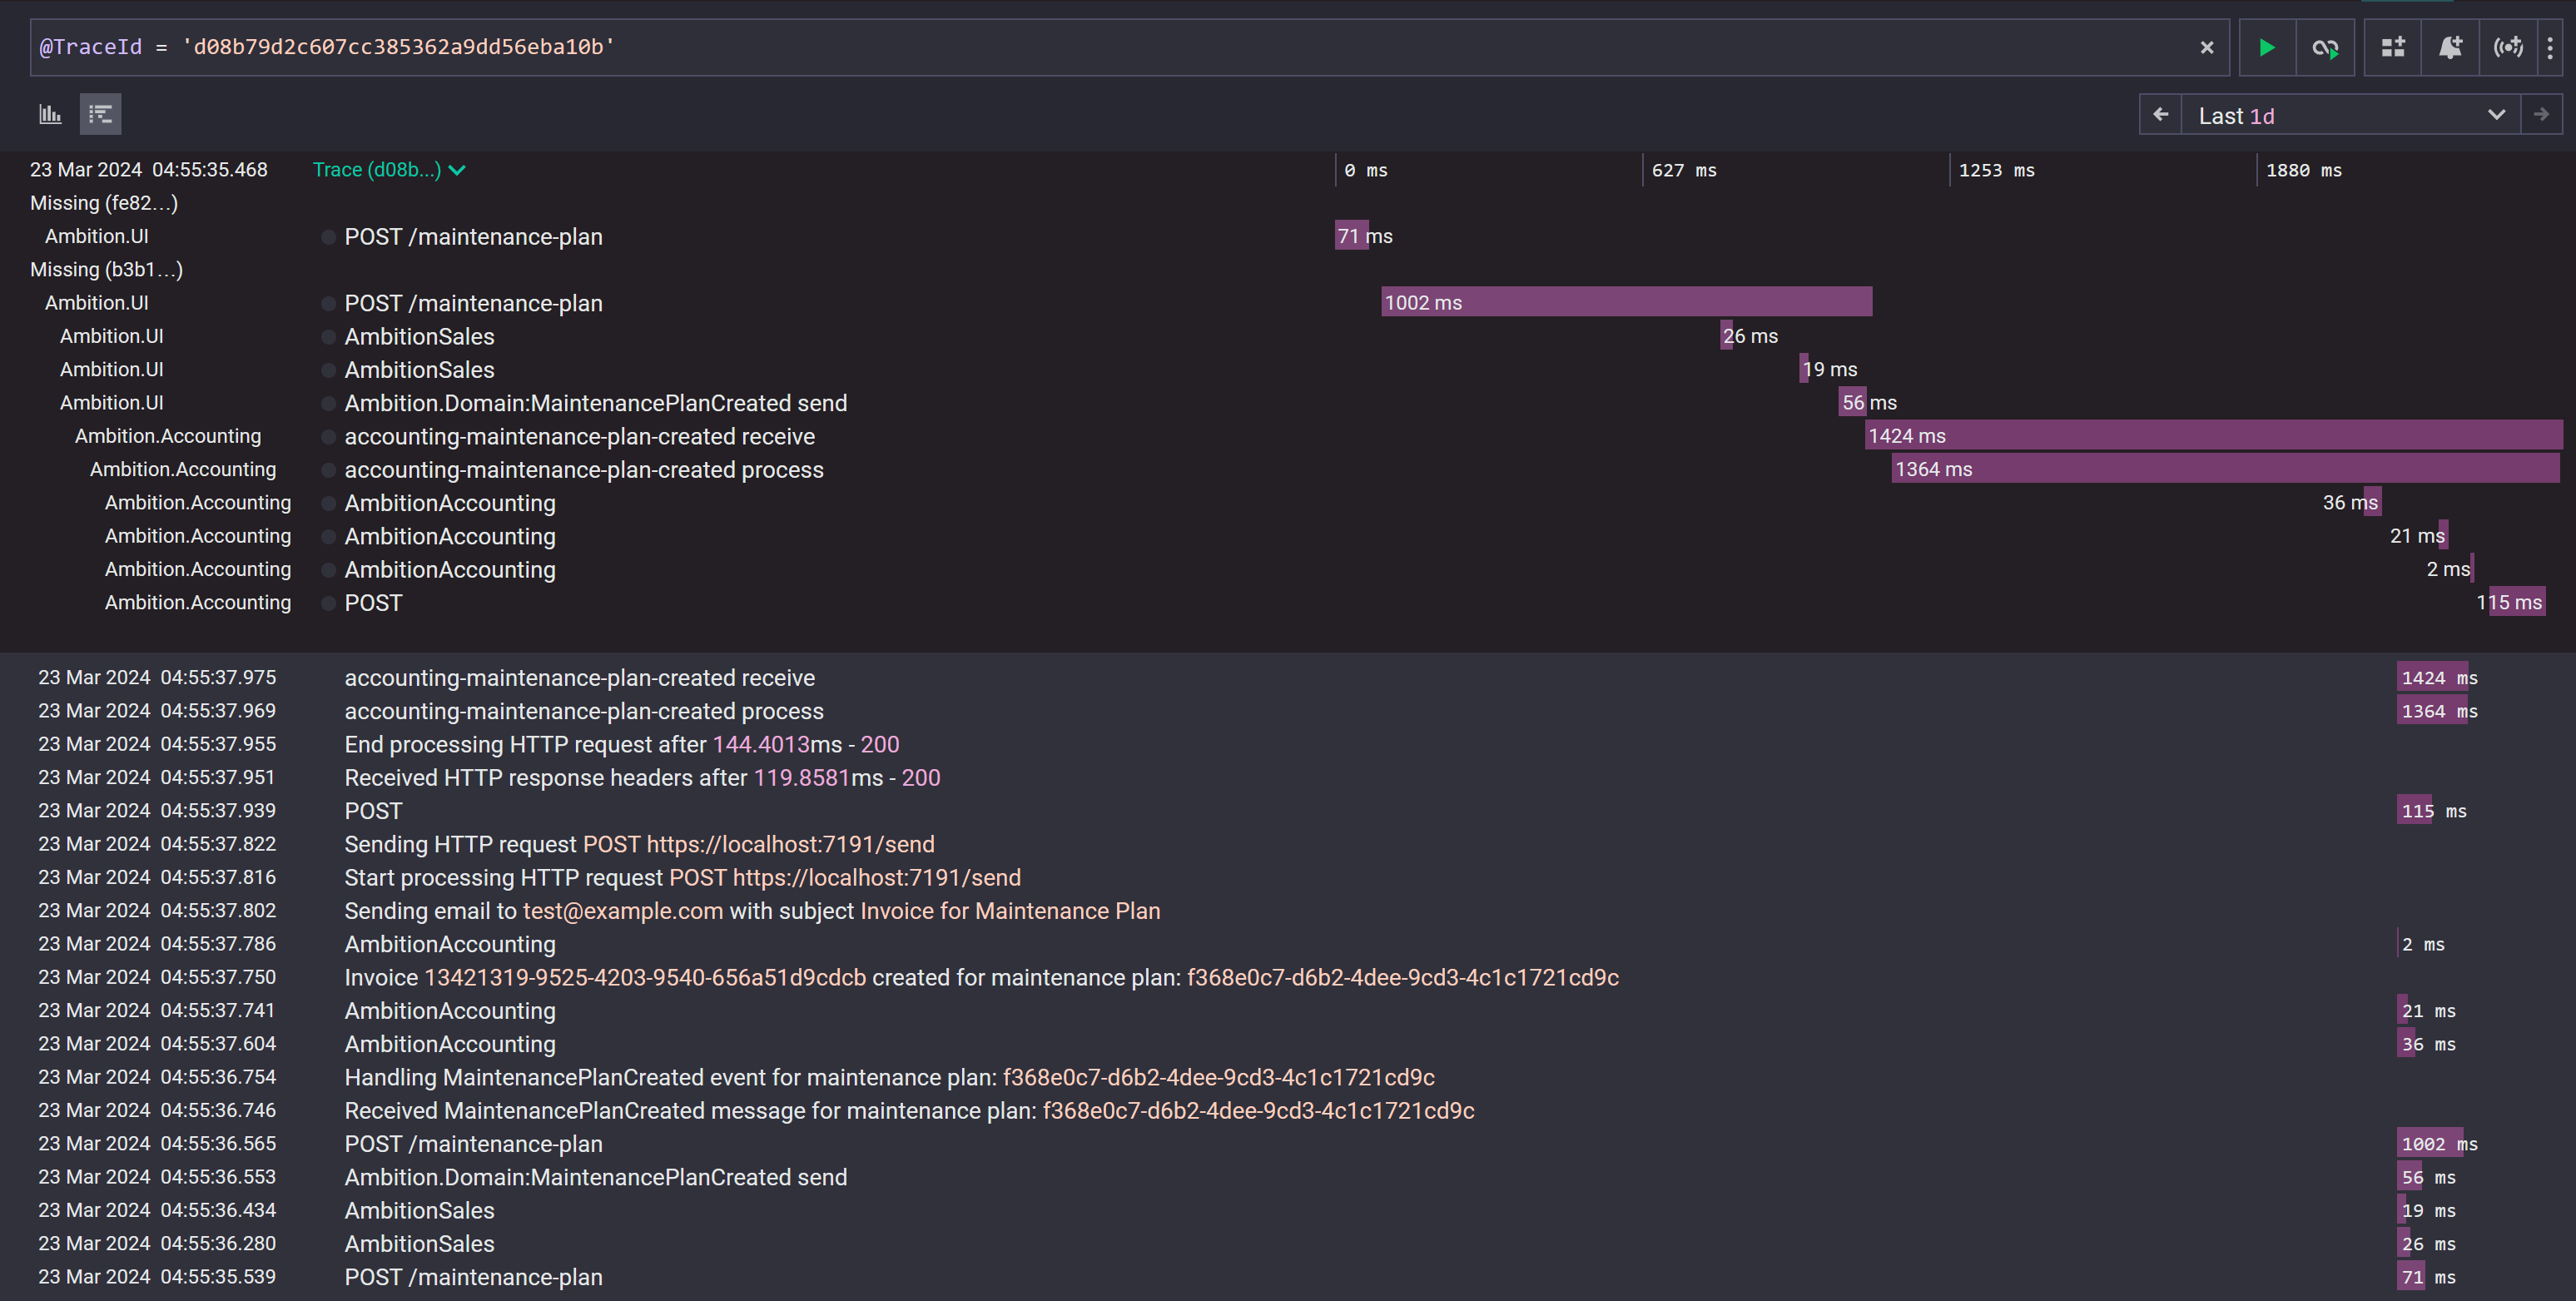 @TraceId = 'd08b79d2c607cc385362a9dd56eba10b'
Last 1d
23 Mar 2024 04:55:35.468 Trace (d08b...) 0 ms 627 ms 1253 ms 1880 ms
Missing (fe82...)
Ambition.UI POST /maintenance-plan 71 ms
Missing (b3b1...)
Ambition.UI POST /maintenance-plan 1002 ms
Ambition.UI AmbitionSales 26 ms
Ambition.UI AmbitionSales 19 ms
Ambition.UI Ambition.Domain:MaintenancePlanCreated send 56 ms
Ambition.Accounting accounting-maintenance-plan-created receive 1424 ms
Ambition.Accounting accounting-maintenance-plan-created process 1364 ms
Ambition.Accounting AmbitionAccounting 36 ms
Ambition.Accounting AmbitionAccounting 21 ms
Ambition.Accounting AmbitionAccounting 2 ms
Ambition.Accounting POST 115 ms
23 Mar 2024 04:55:37.975 accounting-maintenance-plan-created receive 1424 ms
23 Mar 2024 04:55:37.969 accounting-maintenance-plan-created process 1364 ms
23 Mar 2024 04:55:37.955 End processing HTTP request after 144.4013ms - 200
23 Mar 2024 04:55:37.951 Received HTTP response headers after 119.8581ms - 200
23 Mar 2024 04:55:37.939 POST 115 ms
23 Mar 2024 04:55:37.822 Sending HTTP request POST https://localhost:7191/send
23 Mar 2024 04:55:37.816 Start processing HTTP request POST https://localhost:7191/send
23 Mar 2024 04:55:37.802 Sending email to test@example.com with subject Invoice for Maintenance Plan
23 Mar 2024 04:55:37.786 AmbitionAccounting 2 ms
23 Mar 2024 04:55:37.750 Invoice 13421319-9525-4203-9540-656a51d9cdcb created for maintenance plan: f368e0c7-d6b2-4dee-9cd3-4c1c1721cd9c
23 Mar 2024 04:55:37.741 AmbitionAccounting 21 ms
23 Mar 2024 04:55:37.604 AmbitionAccounting 36 ms
23 Mar 2024 04:55:36.754 Handling MaintenancePlanCreated event for maintenance plan: f368e0c7-d6b2-4dee-9cd3-4c1c1721cd9c
23 Mar 2024 04:55:36.746 Received MaintenancePlanCreated message for maintenance plan: f368e0c7-d6b2-4dee-9cd3-4c1c1721cd9c
23 Mar 2024 04:55:36.565 POST /maintenance-plan 1002 ms
23 Mar 2024 04:55:36.553 Ambition.Domain:MaintenancePlanCreated send 56 ms
23 Mar 2024 04:55:36.434 AmbitionSales 19 ms
23 Mar 2024 04:55:36.280 AmbitionSales 26 ms
23 Mar 2024 04:55:35.539 POST /maintenance-plan 71 ms